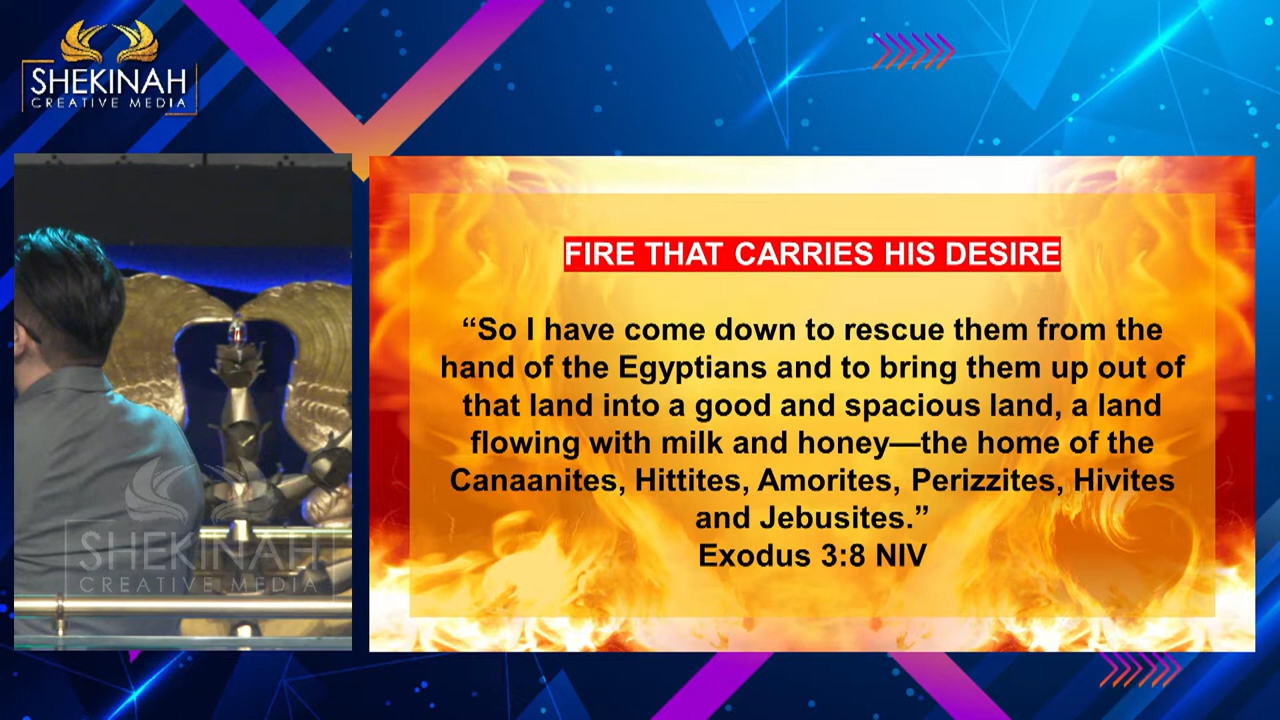 SHEKINAH
CREATIVE MEDIA
FIRE THAT CARRIES HIS DESIRE
“So I have come down to rescue them from the
hand of the Egyptians and to bring them up out of
that land into a good and spacious land, a land
flowing with milk and honey—the home of the
Canaanites, Hittites, Amorites, Perizzites, Hivites
and Jebusites.”
Exodus 3:8 NIV
SHEKINAH
CREATIVE MEDIA